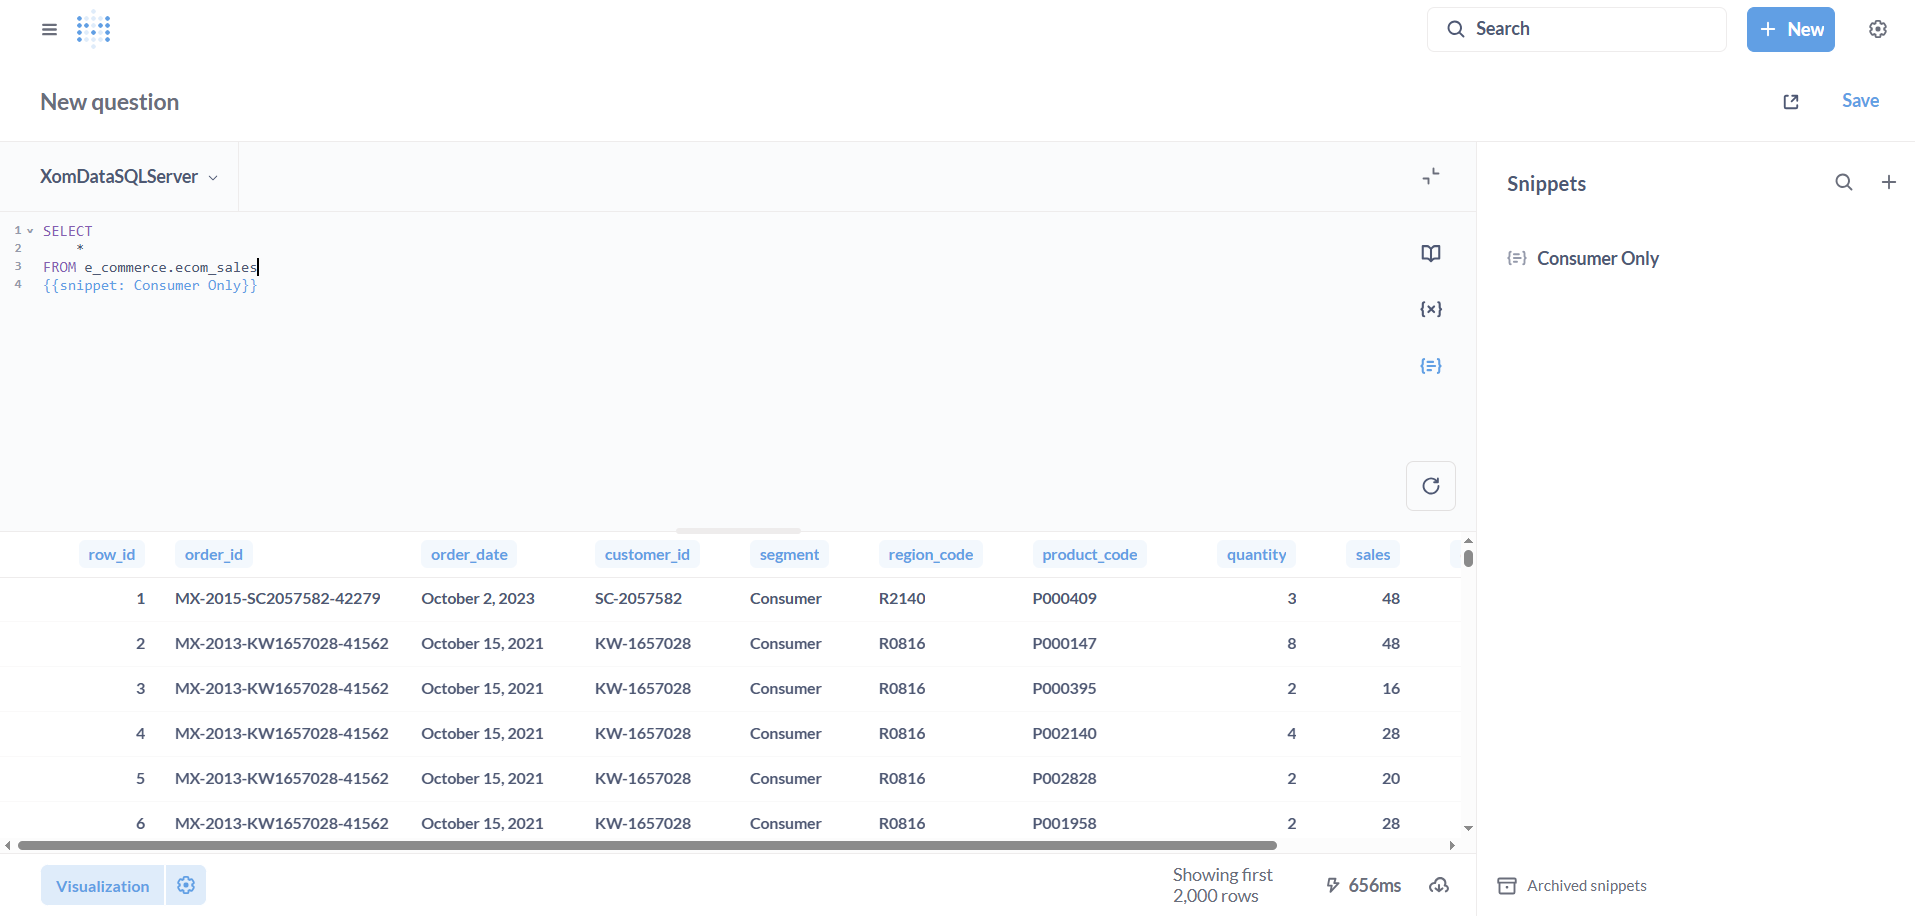 Search
+ New
New question
Save
XomDataSQLServer
Snippets
1 SELECT
2 *
3 FROM e_commerce.ecom_sales
4 {{snippet: Consumer Only}}
Consumer Only
row_id order_id order_date customer_id segment region_code product_code quantity sales
1 MX-2015-SC2057582-42279 October 2, 2023 SC-2057582 Consumer R2140 P000409 3 48
2 MX-2013-KW1657028-41562 October 15, 2021 KW-1657028 Consumer R0816 P000147 8 48
3 MX-2013-KW1657028-41562 October 15, 2021 KW-1657028 Consumer R0816 P000395 2 16
4 MX-2013-KW1657028-41562 October 15, 2021 KW-1657028 Consumer R0816 P002140 4 28
5 MX-2013-KW1657028-41562 October 15, 2021 KW-1657028 Consumer R0816 P002828 2 20
6 MX-2013-KW1657028-41562 October 15, 2021 KW-1657028 Consumer R0816 P001958 2 28
Visualization
Showing first
2,000 rows
656ms
Archived snippets